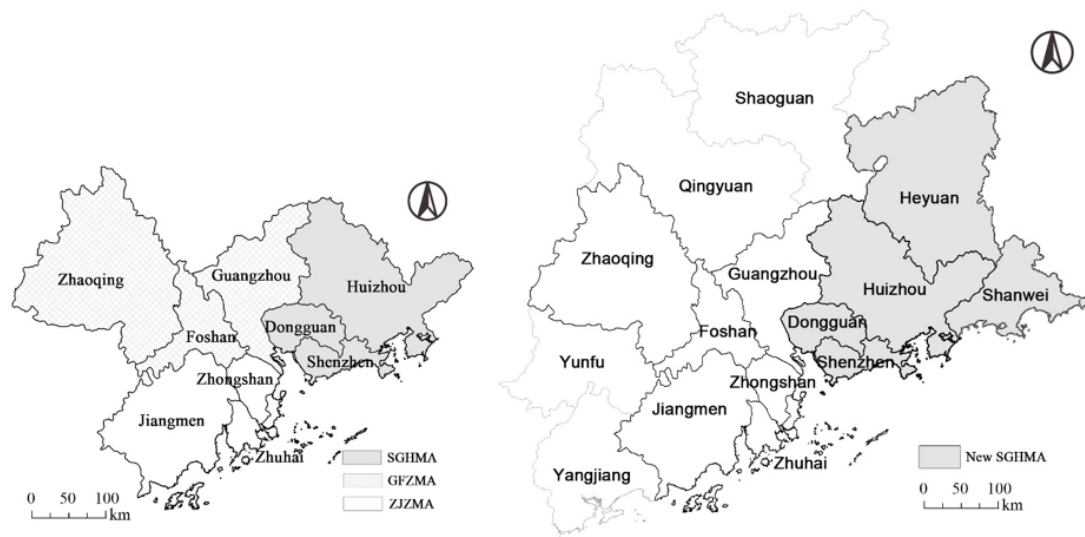 Zhaoqing
Guangzhou
Huizhou
Dongguan
Foshan
Shenzhen
Zhongshan
Jiangmen
Zhuhai
SGHMA
GFZMA
ZJZMA
0 50 100
km
Shaoguan
Qingyuan
Heyuan
Zhaoqing
Guangzhou
Huizhou
Shanwei
Dongguan
Foshan
Yunfu
Shenzhen
Zhongshan
Jiangmen
Zhuhai
Yangjiang
New SGHMA
0 50 100
km